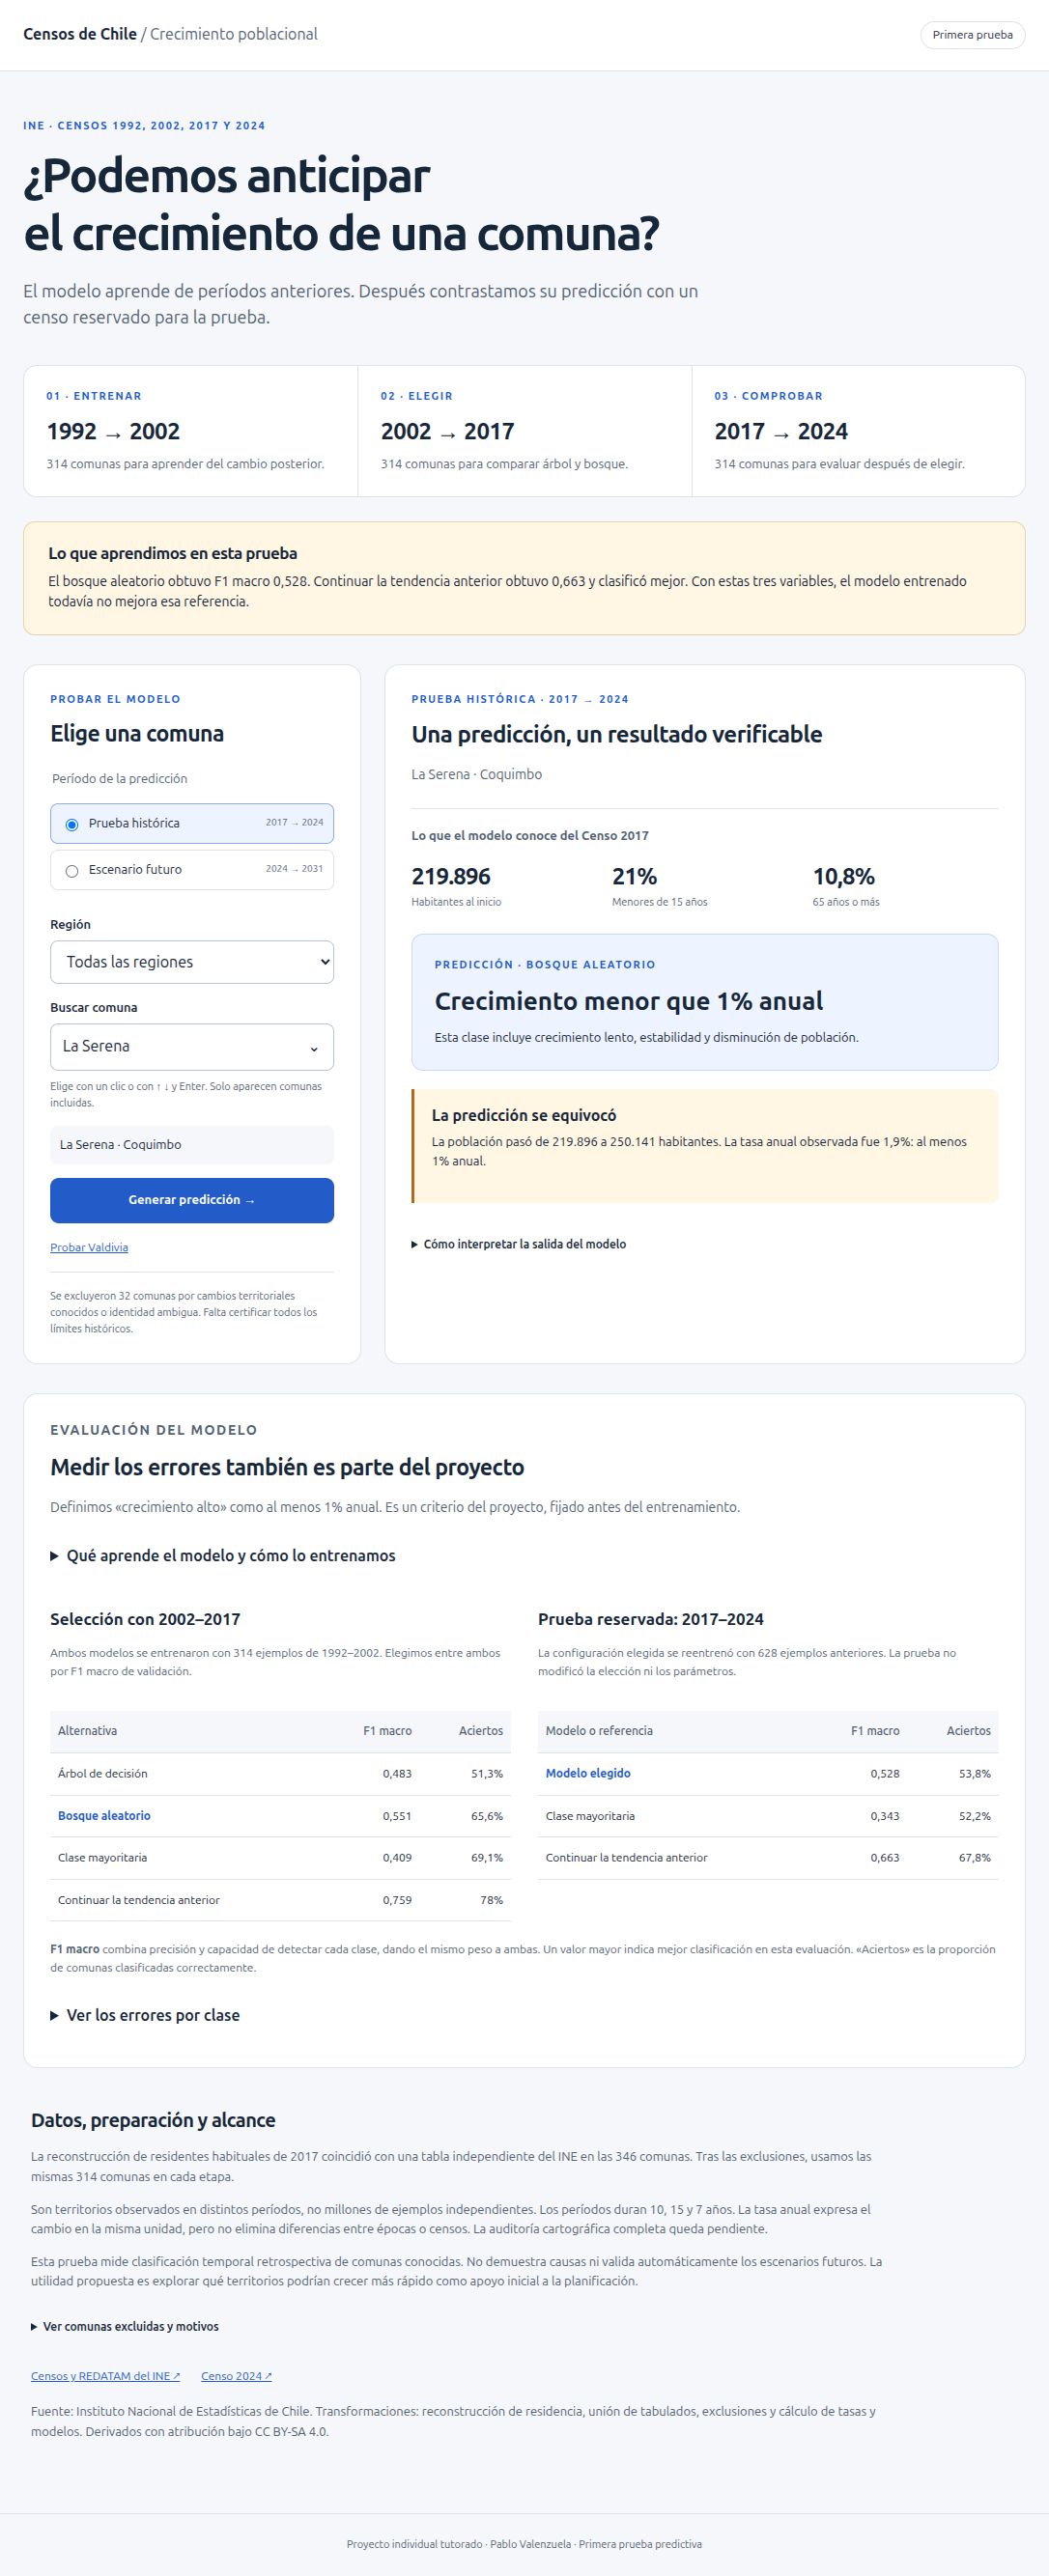 Censos de Chile / Crecimiento poblacional
Primera prueba
INE · CENSOS 1992, 2002, 2017 Y 2024
¿Podemos anticipar
el crecimiento de una comuna?
El modelo aprende de períodos anteriores. Después contrastamos su predicción con un
censo reservado para la prueba.
01 · ENTRENAR
1992 → 2002
314 comunas para aprender del cambio posterior.
02 · ELEGIR
2002 → 2017
314 comunas para comparar árbol y bosque.
03 · COMPROBAR
2017 → 2024
314 comunas para evaluar después de elegir.
Lo que aprendimos en esta prueba
El bosque aleatorio obtuvo F1 macro 0,528. Continuar la tendencia anterior obtuvo 0,663 y clasificó mejor. Con estas tres variables, el modelo entrenado
todavía no mejora esa referencia.
PROBAR EL MODELO
Elige una comuna
Período de la predicción
Prueba histórica 2017 → 2024
Escenario futuro 2024 → 2031
Región
Todas las regiones
Buscar comuna
La Serena
Elige con un clic o con ↑ ↓ y Enter. Solo aparecen comunas
incluidas.
La Serena · Coquimbo
Generar predicción →
Probar Valdivia
Se excluyeron 32 comunas por cambios territoriales
conocidos o identidad ambigua. Falta certificar todos los
límites históricos.
PRUEBA HISTÓRICA · 2017 → 2024
Una predicción, un resultado verificable
La Serena · Coquimbo
Lo que el modelo conoce del Censo 2017
219.896 21% 10,8%
Habitantes al inicio Menores de 15 años 65 años o más
PREDICCIÓN · BOSQUE ALEATORIO
Crecimiento menor que 1% anual
Esta clase incluye crecimiento lento, estabilidad y disminución de población.
La predicción se equivocó
La población pasó de 219.896 a 250.141 habitantes. La tasa anual observada fue 1,9%: al menos
1% anual.
▶ Cómo interpretar la salida del modelo
EVALUACIÓN DEL MODELO
Medir los errores también es parte del proyecto
Definimos «crecimiento alto» como al menos 1% anual. Es un criterio del proyecto, fijado antes del entrenamiento.
▶ Qué aprende el modelo y cómo lo entrenamos
Selección con 2002–2017
Ambos modelos se entrenaron con 314 ejemplos de 1992–2002. Elegimos entre ambos
por F1 macro de validación.
Alternativa F1 macro Aciertos
Árbol de decisión 0,483 51,3%
Bosque aleatorio 0,551 65,6%
Clase mayoritaria 0,409 69,1%
Continuar la tendencia anterior 0,759 78%
Prueba reservada: 2017–2024
La configuración elegida se reentrenó con 628 ejemplos anteriores. La prueba no
modificó la elección ni los parámetros.
Modelo o referencia F1 macro Aciertos
Modelo elegido 0,528 53,8%
Clase mayoritaria 0,343 52,2%
Continuar la tendencia anterior 0,663 67,8%
F1 macro combina precisión y capacidad de detectar cada clase, dando el mismo peso a ambas. Un valor mayor indica mejor clasificación en esta evaluación. «Aciertos» es la proporción
de comunas clasificadas correctamente.
▶ Ver los errores por clase
Datos, preparación y alcance
La reconstrucción de residentes habituales de 2017 coincidió con una tabla independiente del INE en las 346 comunas. Tras las exclusiones, usamos las
mismas 314 comunas en cada etapa.
Son territorios observados en distintos períodos, no millones de ejemplos independientes. Los períodos duran 10, 15 y 7 años. La tasa anual expresa el
cambio en la misma unidad, pero no elimina diferencias entre épocas o censos. La auditoría cartográfica completa queda pendiente.
Esta prueba mide clasificación temporal retrospectiva de comunas conocidas. No demuestra causas ni valida automáticamente los escenarios futuros. La
utilidad propuesta es explorar qué territorios podrían crecer más rápido como apoyo inicial a la planificación.
▶ Ver comunas excluidas y motivos
Censos y REDATAM del INE ↗ Censo 2024 ↗
Fuente: Instituto Nacional de Estadísticas de Chile. Transformaciones: reconstrucción de residencia, unión de tabulados, exclusiones y cálculo de tasas y
modelos. Derivados con atribución bajo CC BY-SA 4.0.
Proyecto individual tutorado · Pablo Valenzuela · Primera prueba predictiva